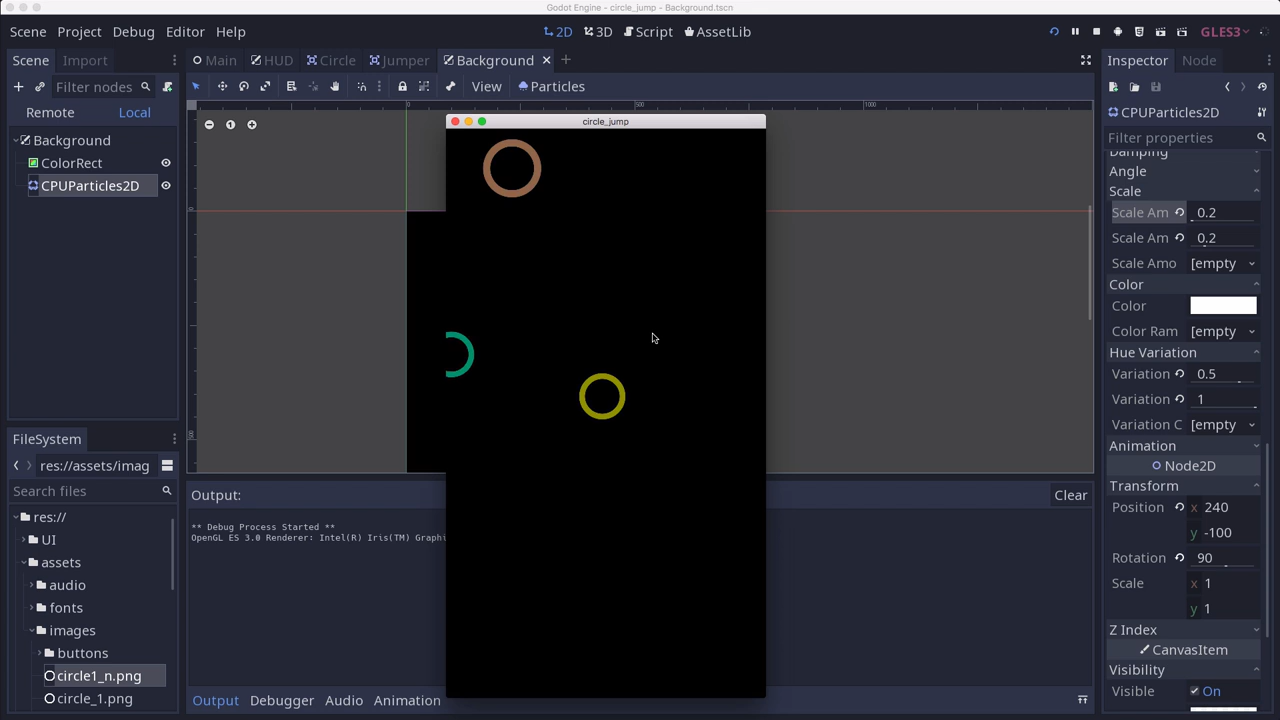 Godot Engine - circle_jump - Background.tscn
Scene Project Debug Editor Help
2D 3D Script AssetLib
GLES3
Scene Import
Main HUD Circle Jumper Background
Inspector Node
Filter nodes
View Particles
Remote Local
CPUParticles2D
Filter properties
0 500 1000
1
circle_jump
Background
ColorRect
CPUParticles2D
Damping
Angle
Scale
Scale Am 0.2
Scale Am 0.2
Scale Amo [empty
Color
Color
Color Ram [empty
Hue Variation
Variation 0.5
Variation 1
Variation C [empty
Animation
Node2D
Transform
Position x 240
y -100
Rotation 90
Scale x 1
y 1
Z Index
CanvasItem
Visibility
Visible On
FileSystem
res://assets/imag
Search files
res://
UI
assets
audio
fonts
images
buttons
circle1_n.png
circle_1.png
Output:
Clear
** Debug Process Started **
OpenGL ES 3.0 Renderer: Intel(R) Iris(TM) Graphi
Output Debugger Audio Animation